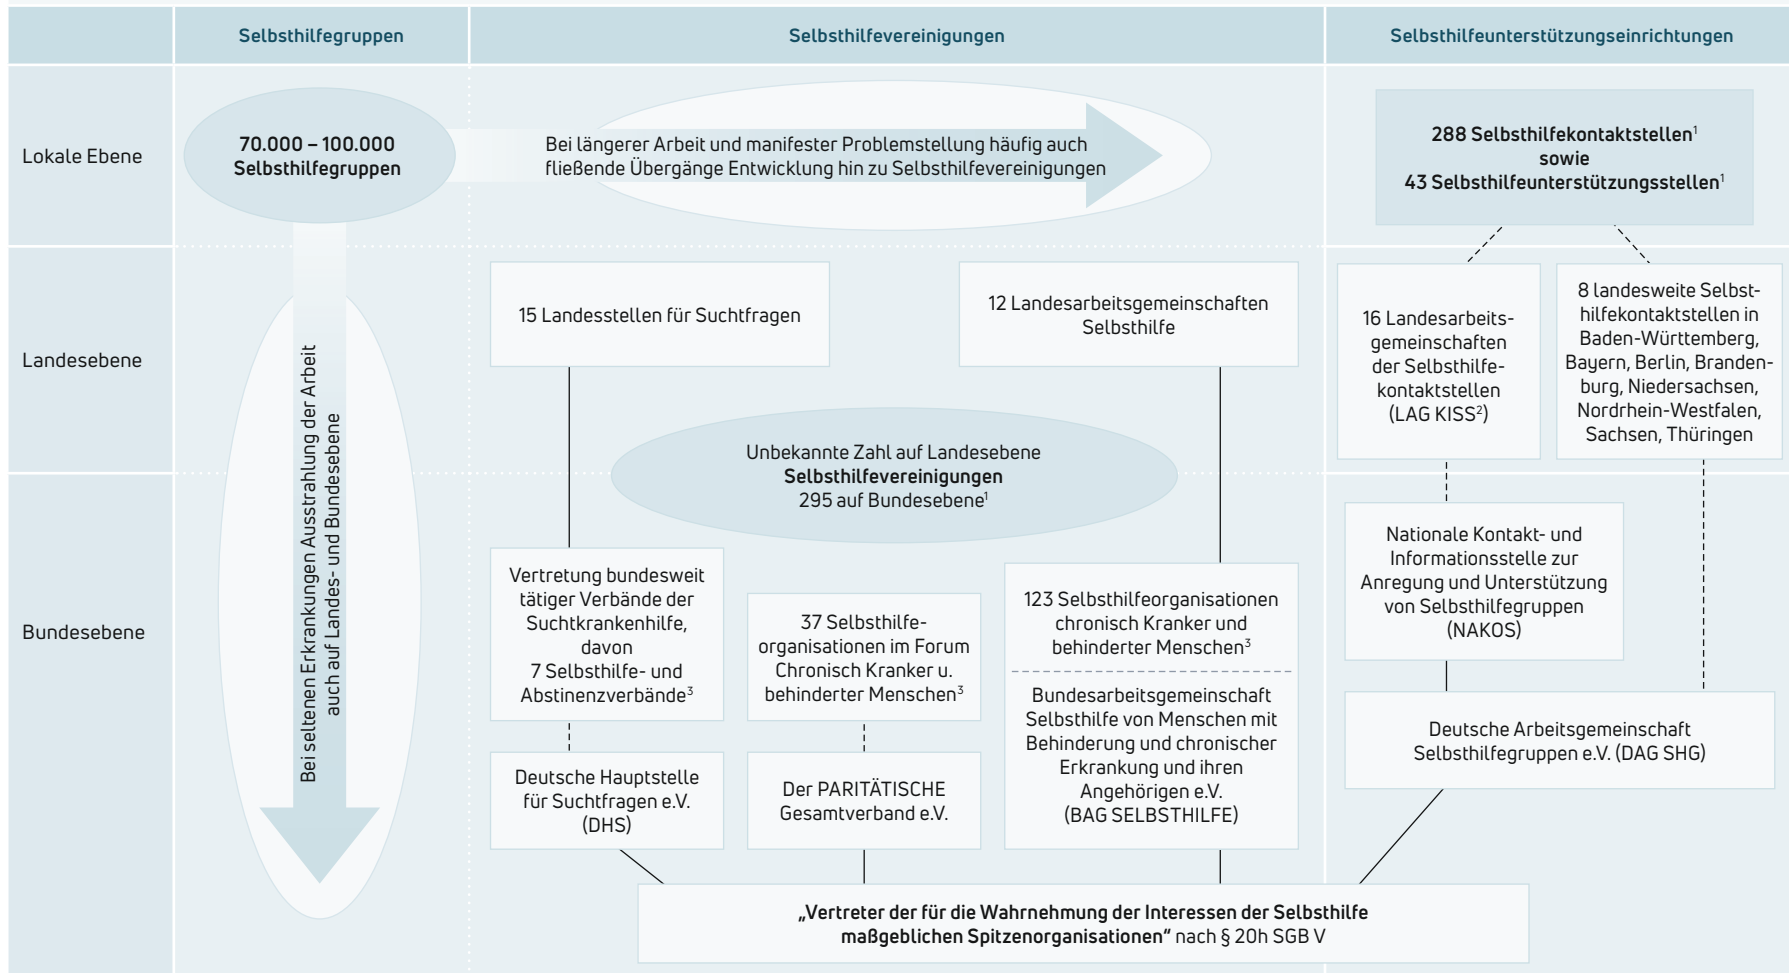 Selbsthilfegruppen
Selbsthilfevereinigungen
Selbsthilfeunterstützungseinrichtungen
Lokale Ebene
70.000 – 100.000
Selbsthilfegruppen
Bei längerer Arbeit und manifester Problemstellung häufig auch
fließende Übergänge Entwicklung hin zu Selbsthilfevereinigungen
288 Selbsthilfekontaktstellen¹
sowie
43 Selbsthilfeunterstützungsstellen¹
Bei seltenen Erkrankungen Ausstrahlung der Arbeit
auch auf Landes- und Bundesebene
Landesebene
15 Landesstellen für Suchtfragen
12 Landesarbeitsgemeinschaften
Selbsthilfe
16 Landesarbeits-
gemeinschaften
der Selbsthilfe-
kontaktstellen
(LAG KISS²)
8 landesweite Selbst-
hilfekontaktstellen in
Baden-Württemberg,
Bayern, Berlin, Branden-
burg, Niedersachsen,
Nordrhein-Westfalen,
Sachsen, Thüringen
Unbekannte Zahl auf Landesebene
Selbsthilfevereinigungen
295 auf Bundesebene¹
Bundesebene
Vertretung bundesweit
tätiger Verbände der
Suchtkrankenhilfe,
davon
7 Selbsthilfe- und
Abstinenzverbände³
37 Selbsthilfe-
organisationen im Forum
Chronisch Kranker u.
behinderter Menschen³
123 Selbsthilfeorganisationen
chronisch Kranker und
behinderter Menschen³
Bundesarbeitsgemeinschaft
Selbsthilfe von Menschen mit
Behinderung und chronischer
Erkrankung und ihren
Angehörigen e.V.
(BAG SELBSTHILFE)
Nationale Kontakt- und
Informationsstelle zur
Anregung und Unterstützung
von Selbsthilfegruppen
(NAKOS)
Deutsche Hauptstelle
für Suchtfragen e.V.
(DHS)
Der PARITÄTISCHE
Gesamtverband e.V.
Deutsche Arbeitsgemeinschaft
Selbsthilfegruppen e.V. (DAG SHG)
„Vertreter der für die Wahrnehmung der Interessen der Selbsthilfe
maßgeblichen Spitzenorganisationen“ nach § 20h SGB V